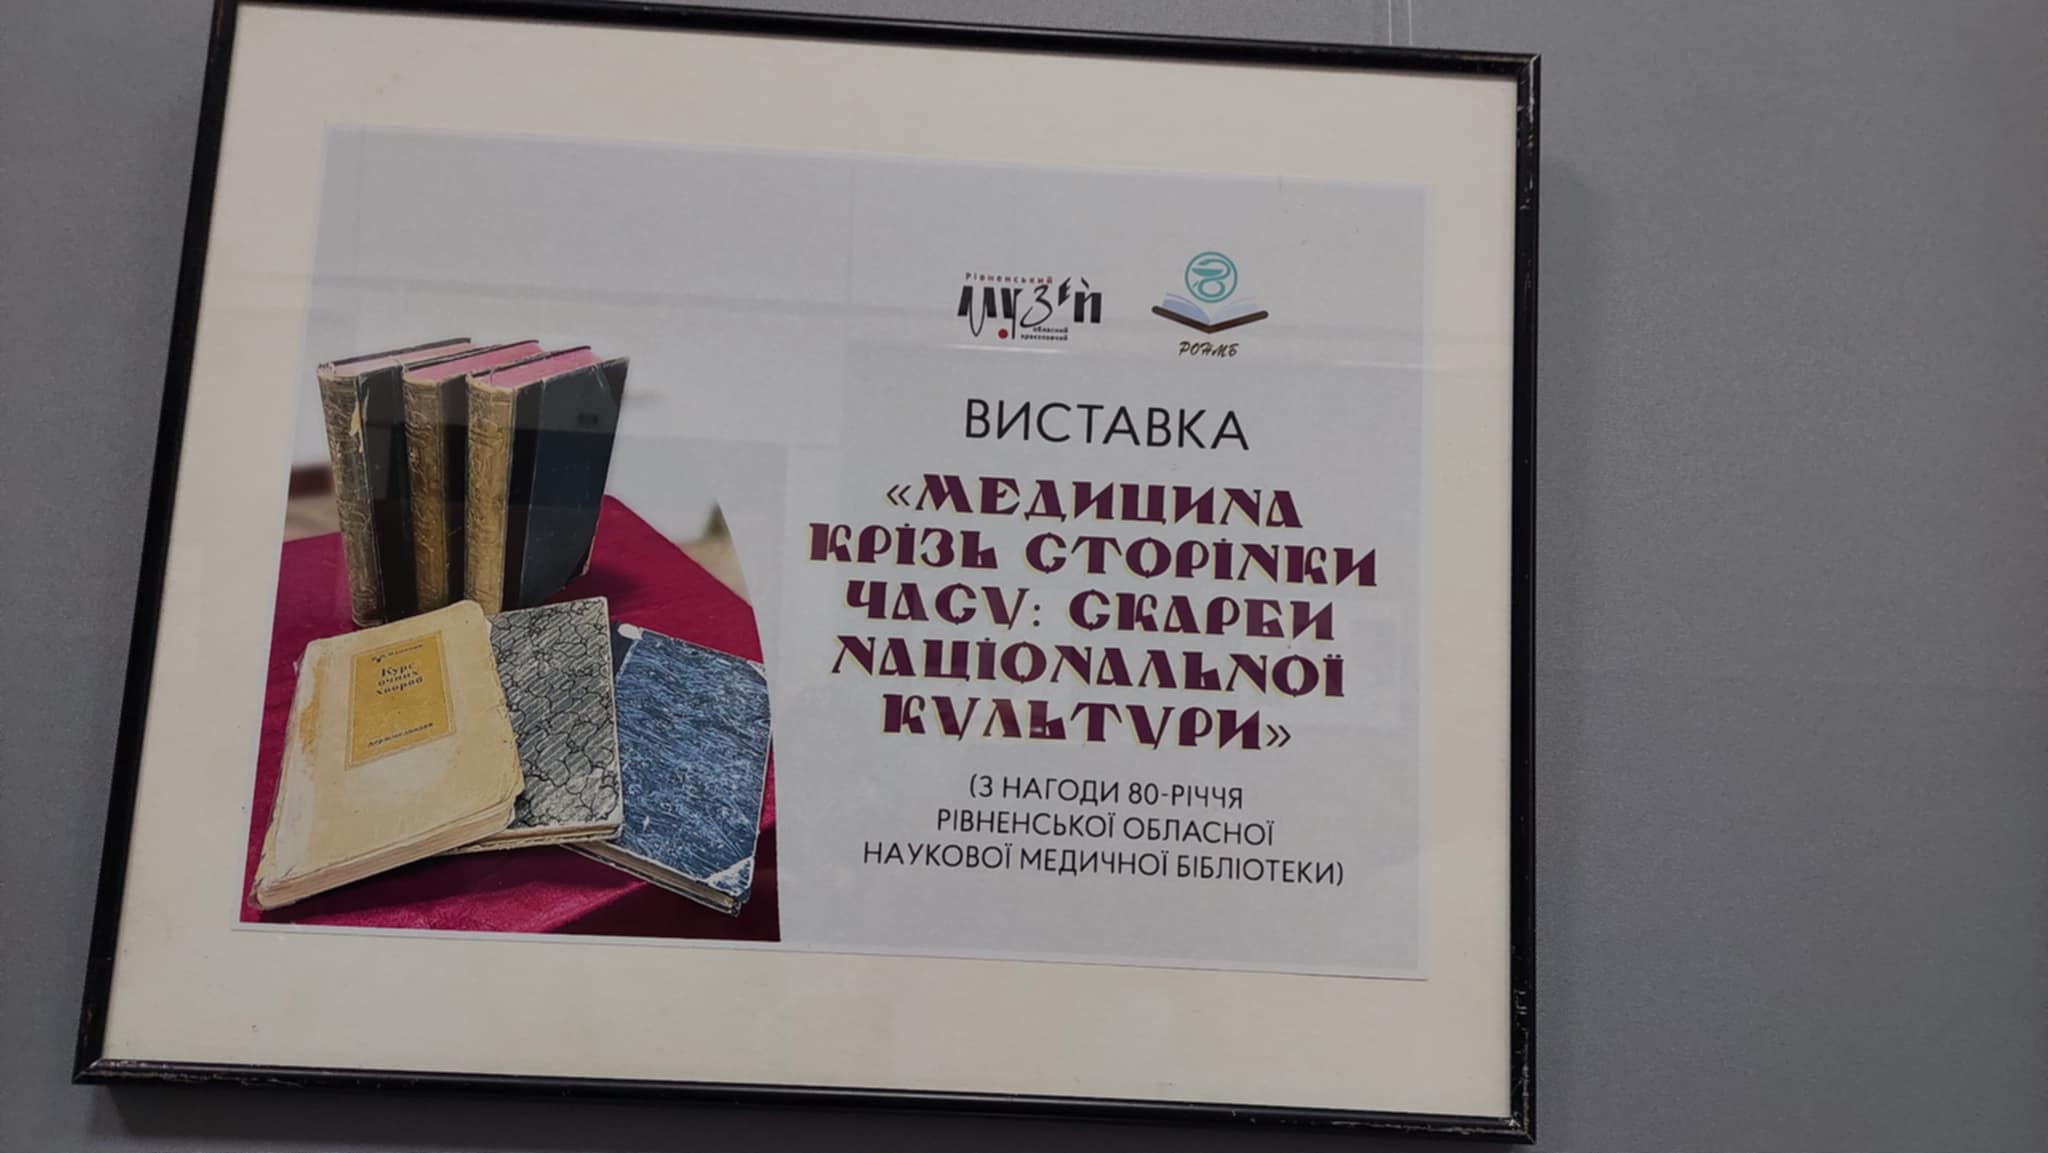 Рівненський
музей
обласний
краєзнавчий
РОНМБ
ВИСТАВКА
«МЕДИЦИНА
КРІЗЬ СТОРІНКИ
ЧАСУ: СКАРБИ
НАЦІОНАЛЬНОЇ
КУЛЬТУРИ»
(З НАГОДИ 80-РІЧЧЯ
РІВНЕНСЬКОЇ ОБЛАСНОЇ
НАУКОВОЇ МЕДИЧНОЇ БІБЛІОТЕКИ)
Курс
очних
хвороб